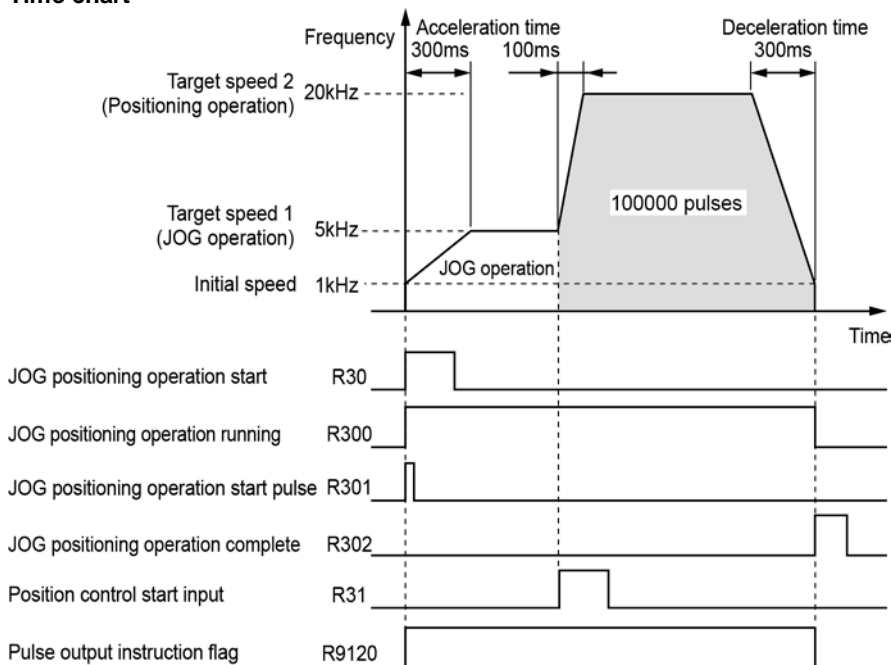 Time chart
Frequency
Acceleration time
300ms
100ms
Deceleration time
300ms
Target speed 2
(Positioning operation)
20kHz
100000 pulses
Target speed 1
(JOG operation)
5kHz
JOG operation
Initial speed
1kHz
Time
JOG positioning operation start R30
JOG positioning operation running R300
JOG positioning operation start pulse R301
JOG positioning operation complete R302
Position control start input R31
Pulse output instruction flag R9120